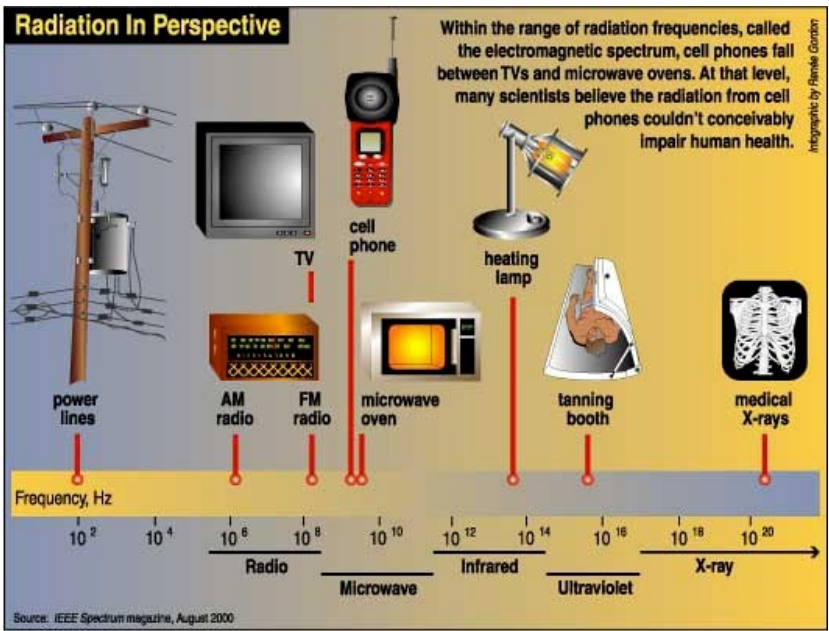 Radiation In Perspective
Within the range of radiation frequencies, called
the electromagnetic spectrum, cell phones fall
between TVs and microwave ovens. At that level,
many scientists believe the radiation from cell
phones couldn't conceivably
impair human health.
Infographic by Renée Gordon
cell
phone
TV
heating
lamp
power
lines
AM
radio
FM
radio
microwave
oven
tanning
booth
medical
X-rays
Frequency, Hz
10 2
10 4
10 6
10 8
10 10
10 12
10 14
10 16
10 18
10 20
Radio
Microwave
Infrared
Ultraviolet
X-ray
Source: IEEE Spectrum magazine, August 2000